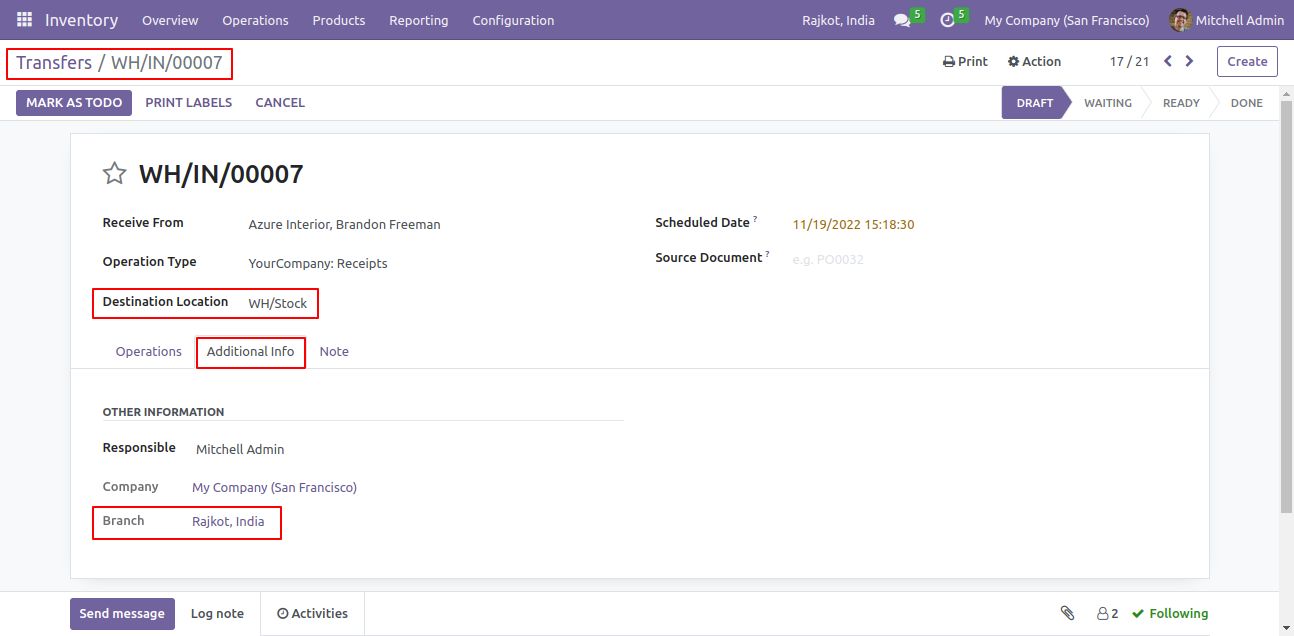 Inventory Overview Operations Products Reporting Configuration Rajkot, India 5 5 My Company (San Francisco) Mitchell Admin
Transfers / WH/IN/00007 Print Action 17 / 21 Create
MARK AS TODO PRINT LABELS CANCEL DRAFT WAITING READY DONE
WH/IN/00007
Receive From Azure Interior, Brandon Freeman Scheduled Date ? 11/19/2022 15:18:30
Operation Type YourCompany: Receipts Source Document ? e.g. PO0032
Destination Location WH/Stock
Operations Additional Info Note
OTHER INFORMATION
Responsible Mitchell Admin
Company My Company (San Francisco)
Branch Rajkot, India
Send message Log note Activities 2 Following